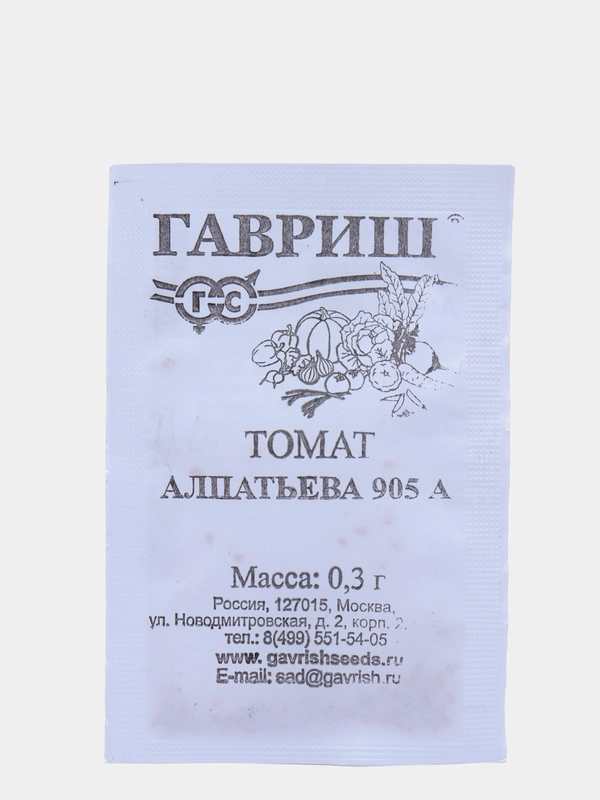 ГАВРИШ
ГС
ТОМАТ
АЛПАТЬЕВА 905 А
Масса: 0,3 г
Россия, 127015, Москва,
ул. Новодмитровская, д. 2, корп. 2.
тел.: 8(499) 551-54-05
www. gavrishseeds.ru
E-mail: sad@gavrish.ru